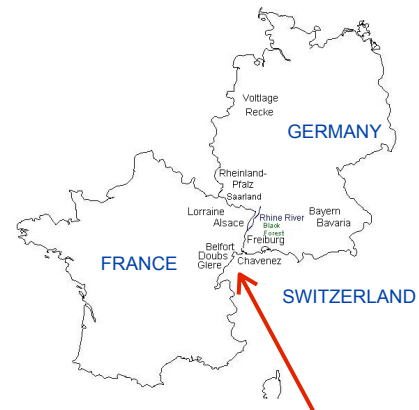 Voltlage
Recke
GERMANY
Rheinland-
Pfalz
Saarland
Lorraine
Alsace
Rhine River
Black
Forest
Freiburg
Bayern
Bavaria
Belfort
Doubs
Glere
Chavenez
FRANCE
SWITZERLAND